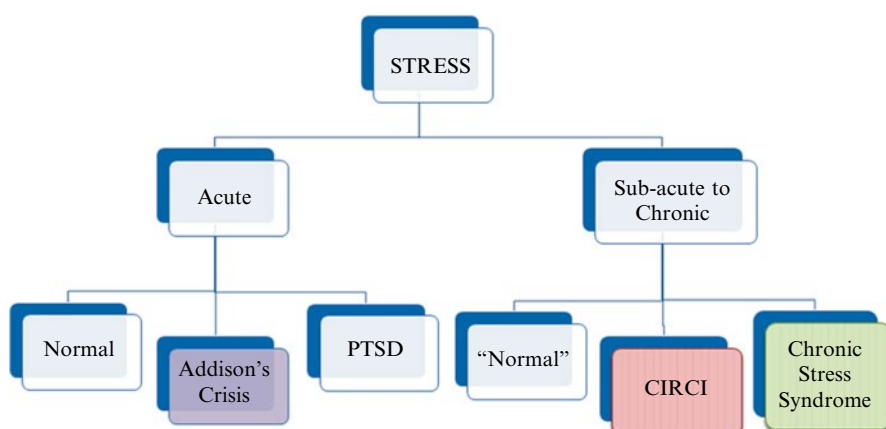 STRESS
Acute
Sub-acute to
Chronic
Normal
Addison’s
Crisis
PTSD
“Normal”
CIRCI
Chronic
Stress
Syndrome